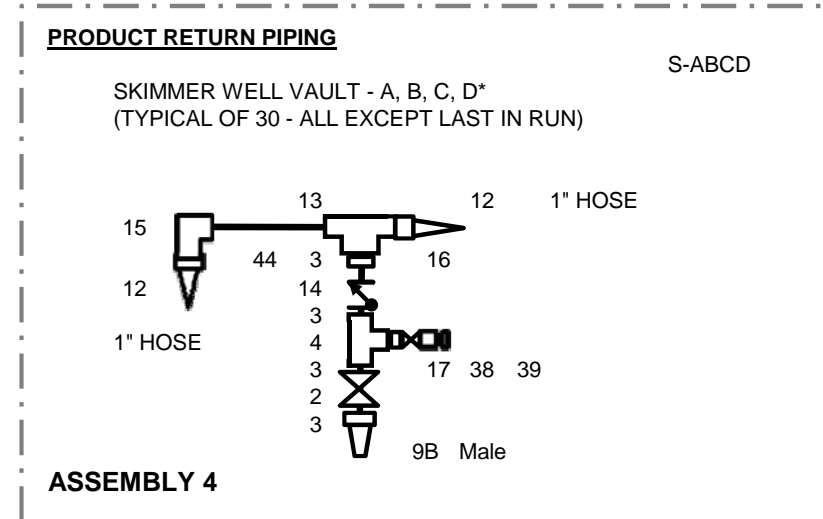 PRODUCT RETURN PIPING
S-ABCD
SKIMMER WELL VAULT - A, B, C, D*
(TYPICAL OF 30 - ALL EXCEPT LAST IN RUN)
13 12 1" HOSE
15
44 3 16
12 14
3
1" HOSE 4
3 17 38 39
2
3
9B Male
ASSEMBLY 4